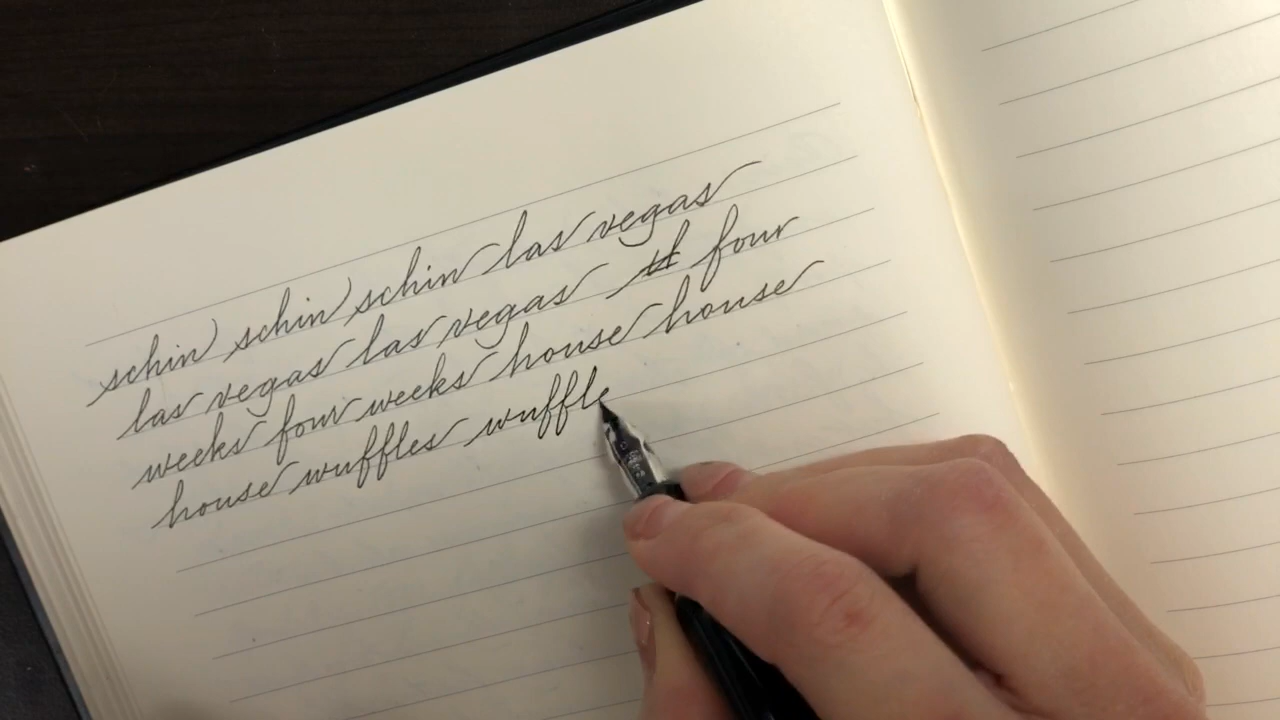 schin schin schin las vegas
las vegas las vegas four
weeks four weeks house house
house wuffles wuffle